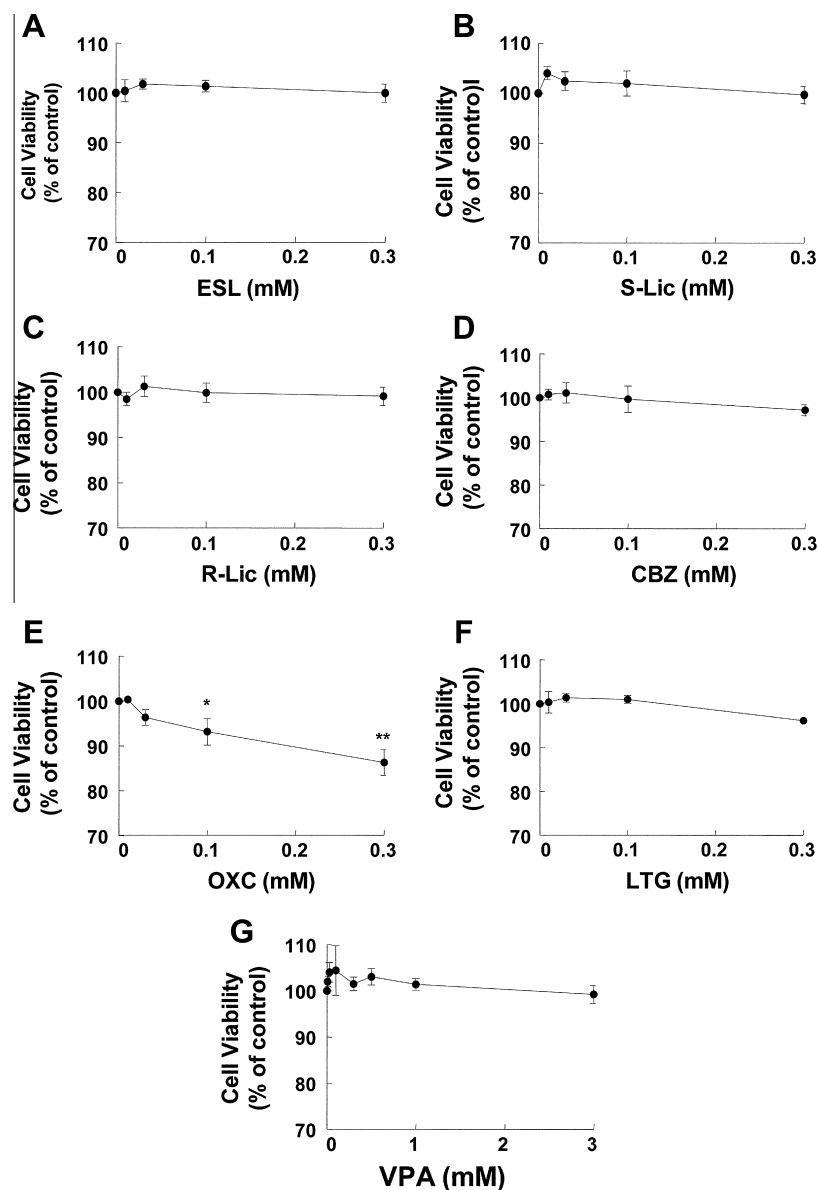 A
110
100
90
80
70
Cell Viability
(% of control)
0 0.1 0.2 0.3
ESL (mM)
B
110
100
90
80
70
Cell Viability
(% of contro)l
0 0.1 0.2 0.3
S-Lic (mM)
C
110
100
90
80
70
Cell Viability
(% of control)
0 0.1 0.2 0.3
R-Lic (mM)
D
110
100
90
80
70
Cell Viability
(% of control)
0 0.1 0.2 0.3
CBZ (mM)
E
110
100
90
80
70
Cell Viability
(% of control)
*
**
0 0.1 0.2 0.3
OXC (mM)
F
110
100
90
80
70
Cell Viability
(% of control)
0 0.1 0.2 0.3
LTG (mM)
G
110
100
90
80
70
Cell Viability
(% of control)
0 1 2 3
VPA (mM)